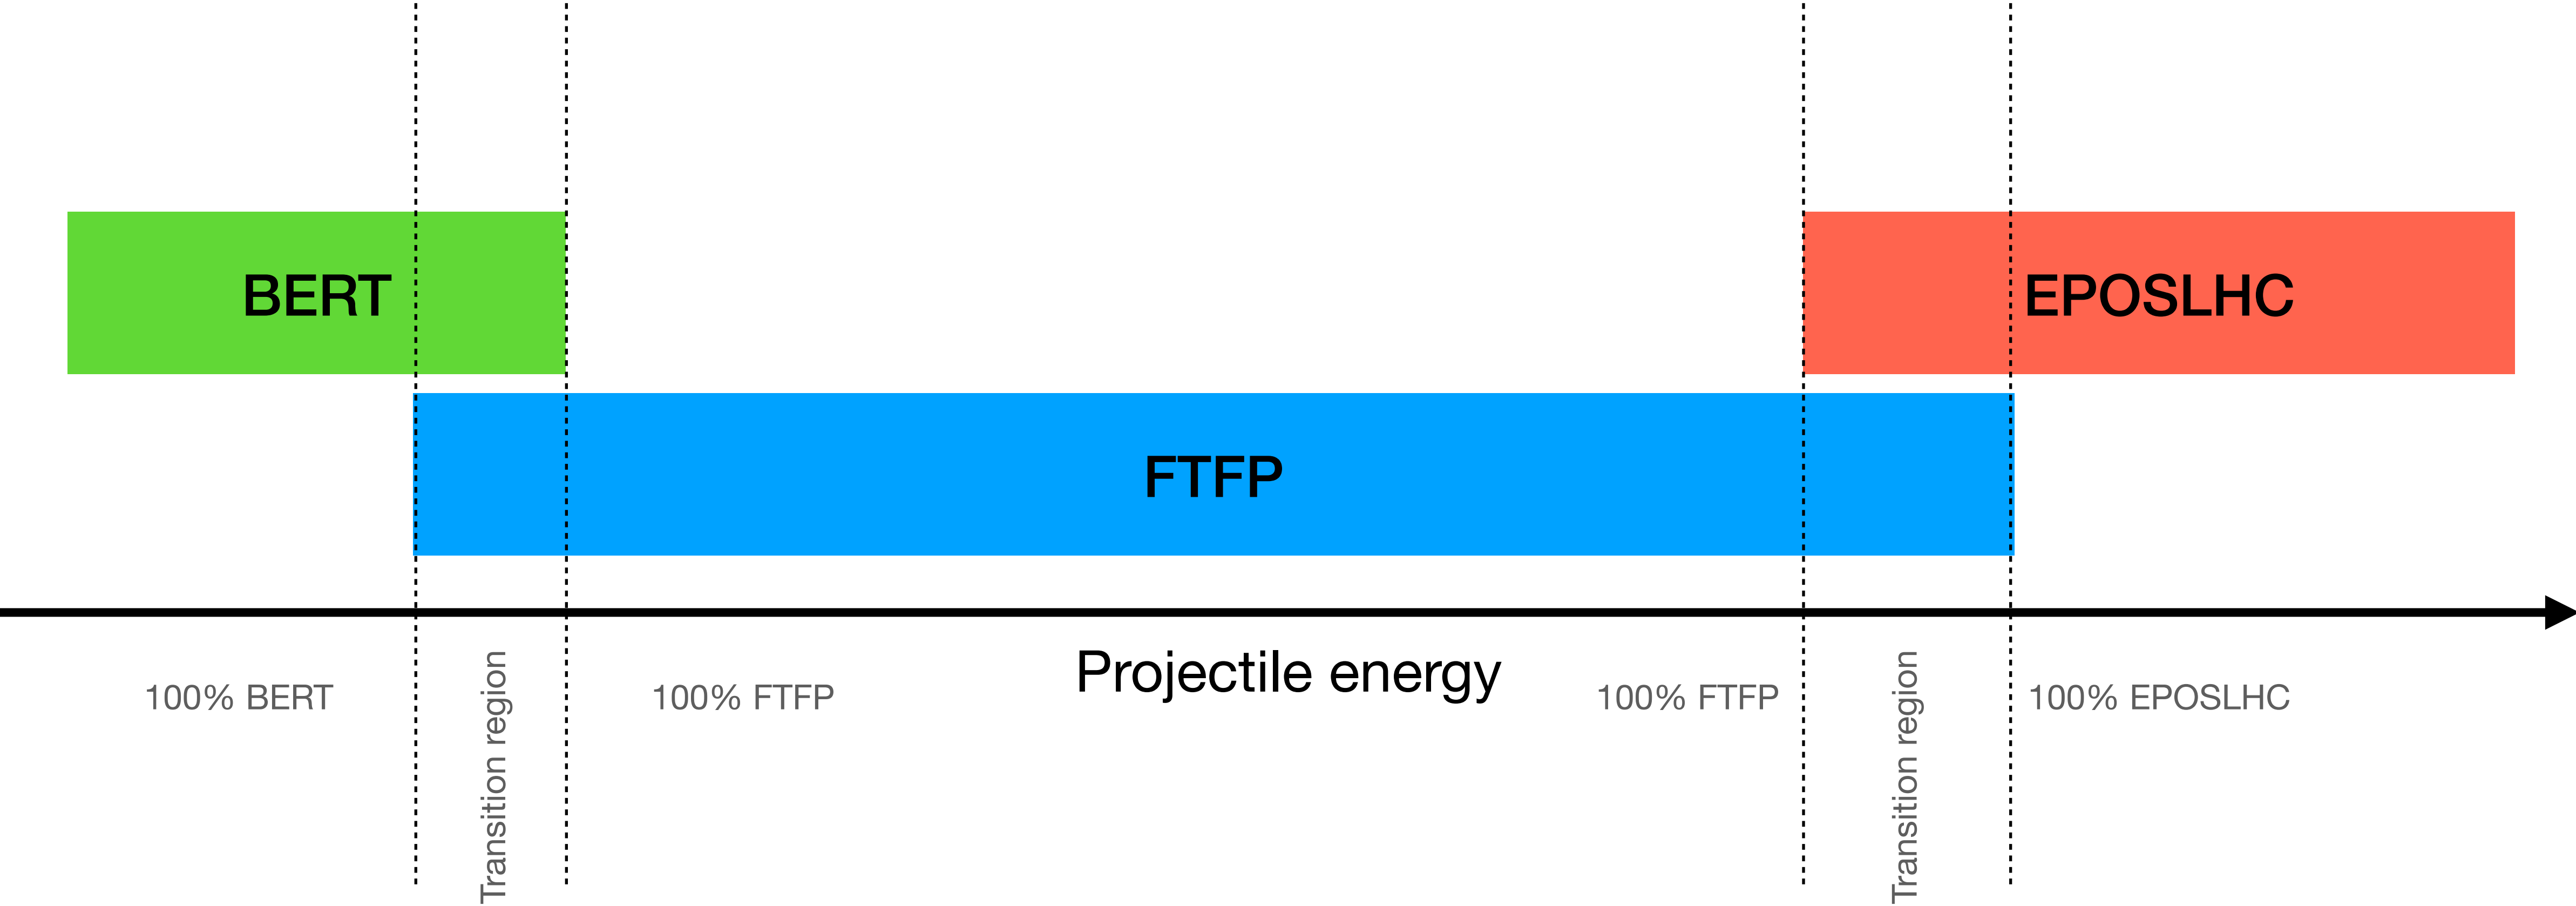 BERT
EPOSLHC
FTFP
Projectile energy
100% BERT
Transition region
100% FTFP
100% FTFP
Transition region
100% EPOSLHC